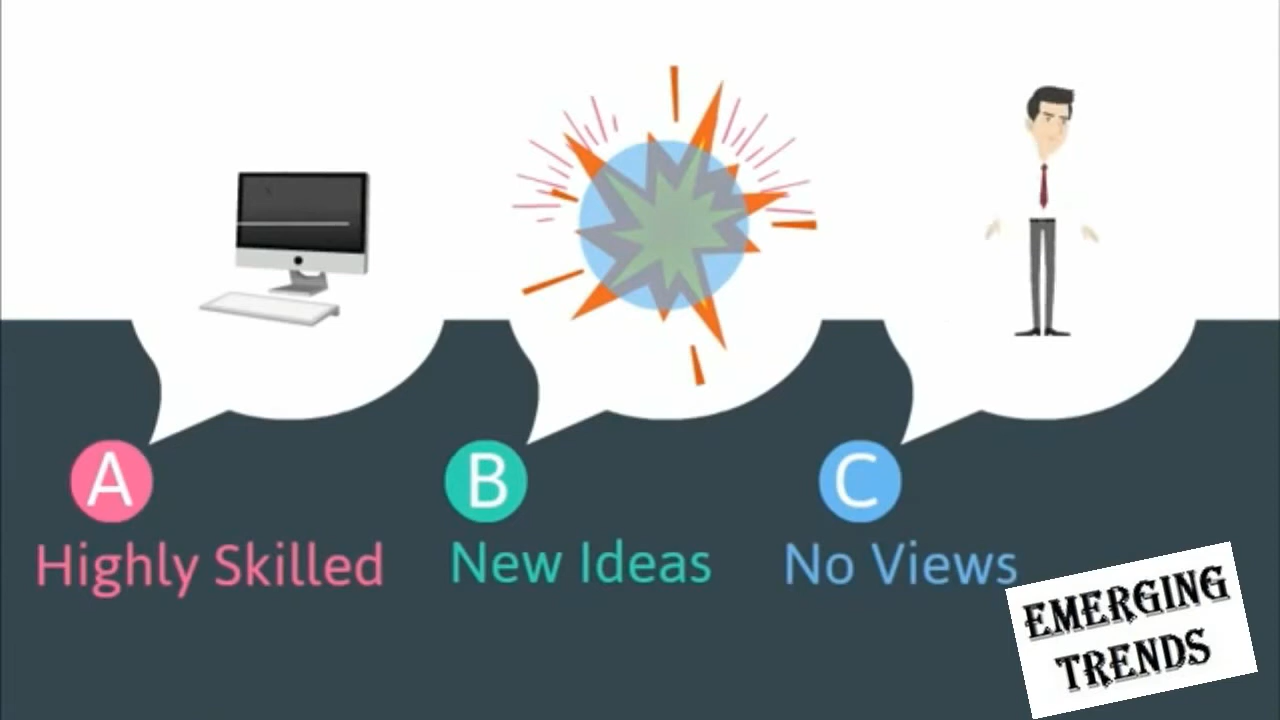 A
Highly Skilled
B
New Ideas
C
No Views
EMERGING
TRENDS